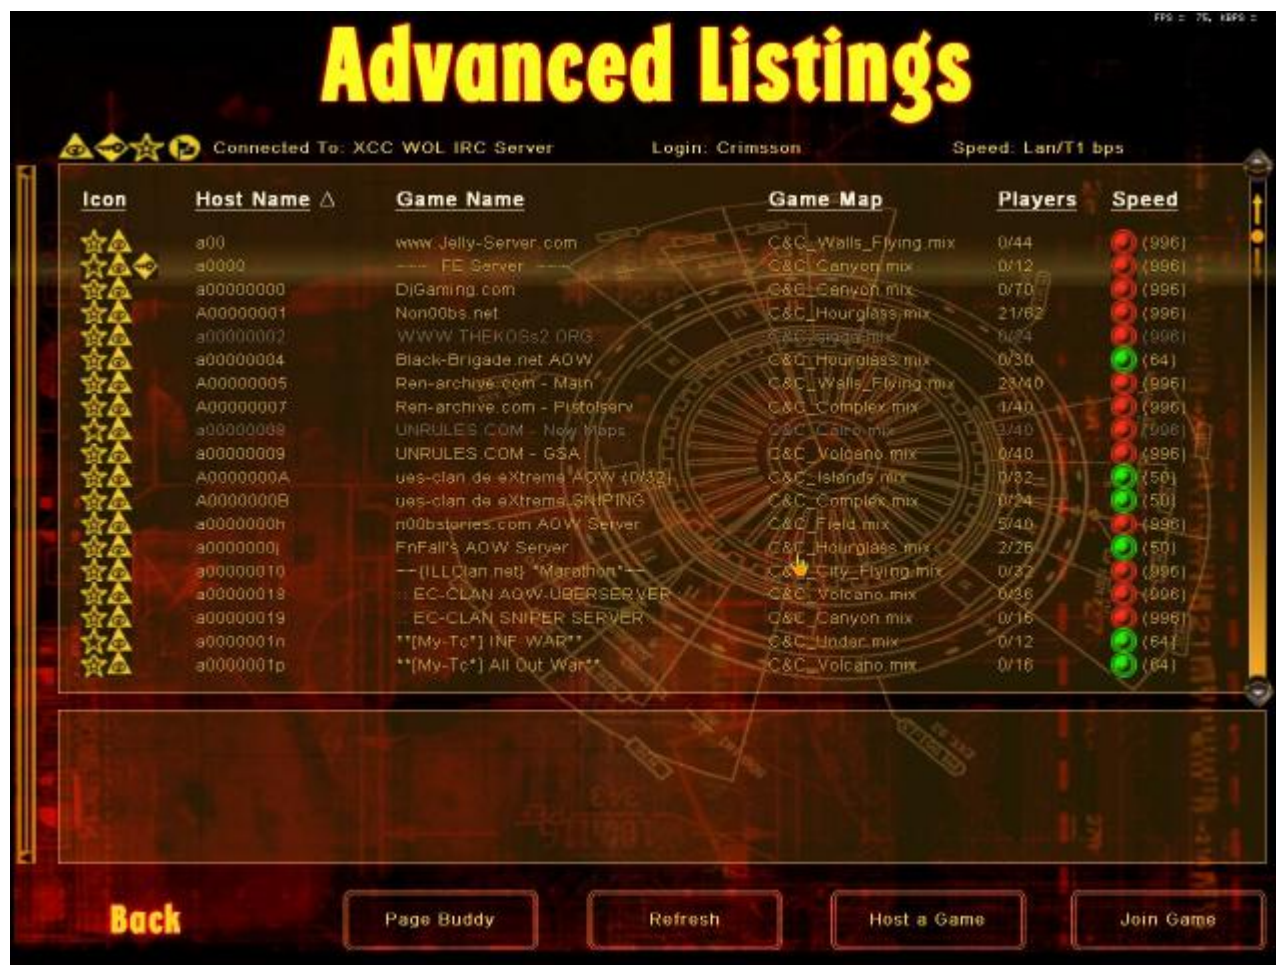 FPS = 75, KBPS =
Advanced Listings
Connected To: XCC WOL IRC Server Login: Crimsson Speed: Lan/T1 bps
Icon Host Name △ Game Name Game Map Players Speed
a00 www.Jelly-Server.com C&C_Walls_Flying.mix 0/44 (996)
a0000 ---- FE Server ---- C&C_Canyon.mix 0/12 (996)
a00000000 DjGaming.com C&C_Canyon.mix 0/70 (996)
A00000001 Non00bs.net C&C_Hourglass.mix 21/62 (996)
a00000002 WWW.THEKOSs2.ORG (996)
a00000004 Black-Brigade.net AOW C&C_Hourglass.mix 0/30 (64)
A00000005 Ren-archive.com - Main C&C_Walls_Flying.mix 23/40 (996)
A00000007 Ren-archive.com - Pistolserv C&C_Complex.mix 1/40 (996)
a00000008 UNRULES.COM - New Maps C&C_Cairo.mix 3/40 (996)
a00000009 UNRULES.COM - GSA C&C_Volcano.mix 0/40 (996)
A0000000A ues-clan de eXtreme AOW (0/32) C&C_Islands.mix 0/32 (50)
A0000000B ues-clan de eXtreme SNIPING C&C_Complex.mix 0/24 (50)
a0000000h n00bstories.com AOW Server C&C_Field.mix 5/40 (996)
a0000000j FnFall's AOW Server C&C_Hourglass.mix 2/26 (50)
a00000010 --{ILLClan.net} *Marathon*-- C&C_City_Flying.mix 0/32 (996)
a00000018 .: EC-CLAN AOW-UBERSERVER C&C_Volcano.mix 0/36 (996)
a00000019 .: EC-CLAN SNIPER SERVER C&C_Canyon.mix 0/16 (996)
a0000001n **[My-Tc*] INF WAR** C&C_Under.mix 0/12 (64)
a0000001p **[My-Tc*] All Out War** C&C_Volcano.mix 0/16 (64)
Back Page Buddy Refresh Host a Game Join Game